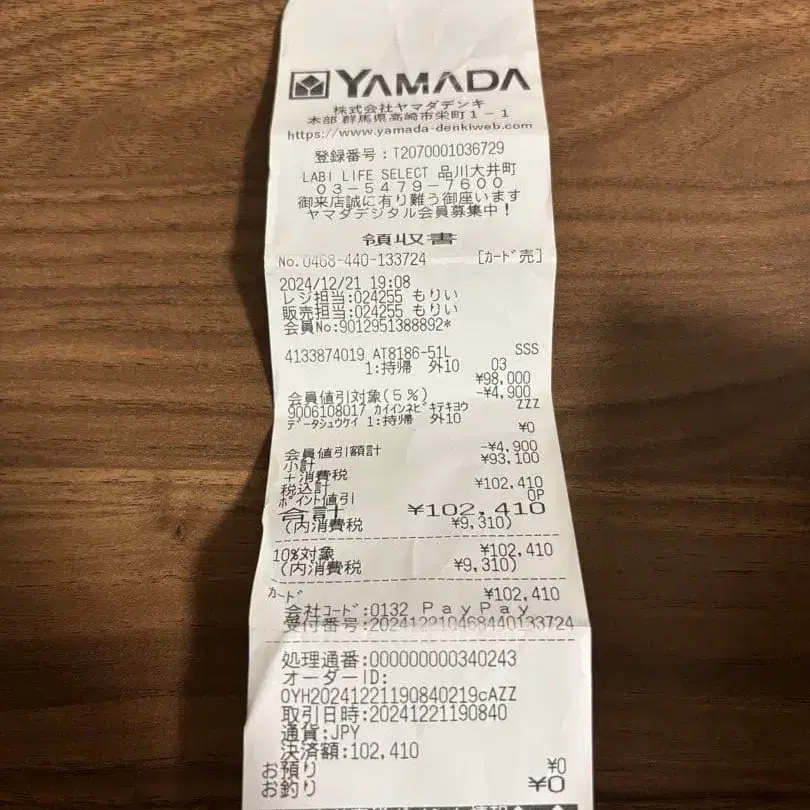 YAMADA
株式会社ヤマダデンキ
本部 群馬県高崎市栄町1-1
https://www.yamada-denkiweb.com
登録番号:T2070001036729
LABI LIFE SELECT 品川大井町
03-5479-7600
御来店誠に有り難う御座います
ヤマダデジタル会員募集中!
領収書
No.0468-440-133724 [カード売]
2024/12/21 19:08
レジ担当:024255 もりい
販売担当:024255 もりい
会員No:9012951388892*
4133874019 AT8186-51L SSS
1:持帰 外10 03
¥98,000
会員値引対象(5%) -¥4,900
9006108017 カイインネビキテキヨウ ZZZ
データシュウケイ 1:持帰 外10
¥0
会員値引額計 -¥4,900
小計 ¥93,100
+消費税
税込計 ¥102,410
ポイント値引 0P
合計 ¥102,410
(内消費税 ¥9,310)
10%対象 ¥102,410
(内消費税 ¥9,310)
カード ¥102,410
会社コード:0132 PayPay
受付番号:202412210468440133724
処理通番:000000000340243
オーダーID:
OYH20241221190840219cAZZ
取引日時:20241221190840
通貨:JPY
決済額:102,410
お預り ¥0
お釣り ¥0